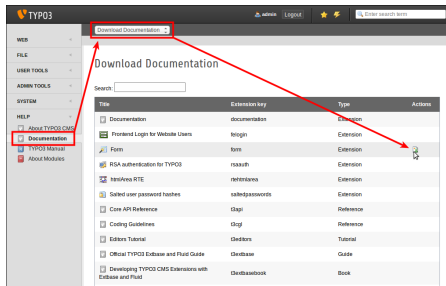 TYPO3
admin Logout Enter search term
Download Documentation
WEB
FILE
USER TOOLS
ADMIN TOOLS
SYSTEM
HELP
About TYPO3 CMS
Documentation
TYPO3 Manual
About Modules
Download Documentation
Search:
Title Extension key Type Actions
Documentation documentation Extension
Frontend Login for Website Users felogin Extension
Form form Extension
RSA authentication for TYPO3 rsaauth Extension
htmlArea RTE rtehtmlarea Extension
Salted user password hashes saltedpasswords Extension
Core API Reference t3api Reference
Coding Guidelines t3cgl Reference
Editors Tutorial t3editors Tutorial
Official TYPO3 Extbase and Fluid Guide t3extbase Guide
Developing TYPO3 CMS Extensions with
Extbase and Fluid t3extbasebook Book